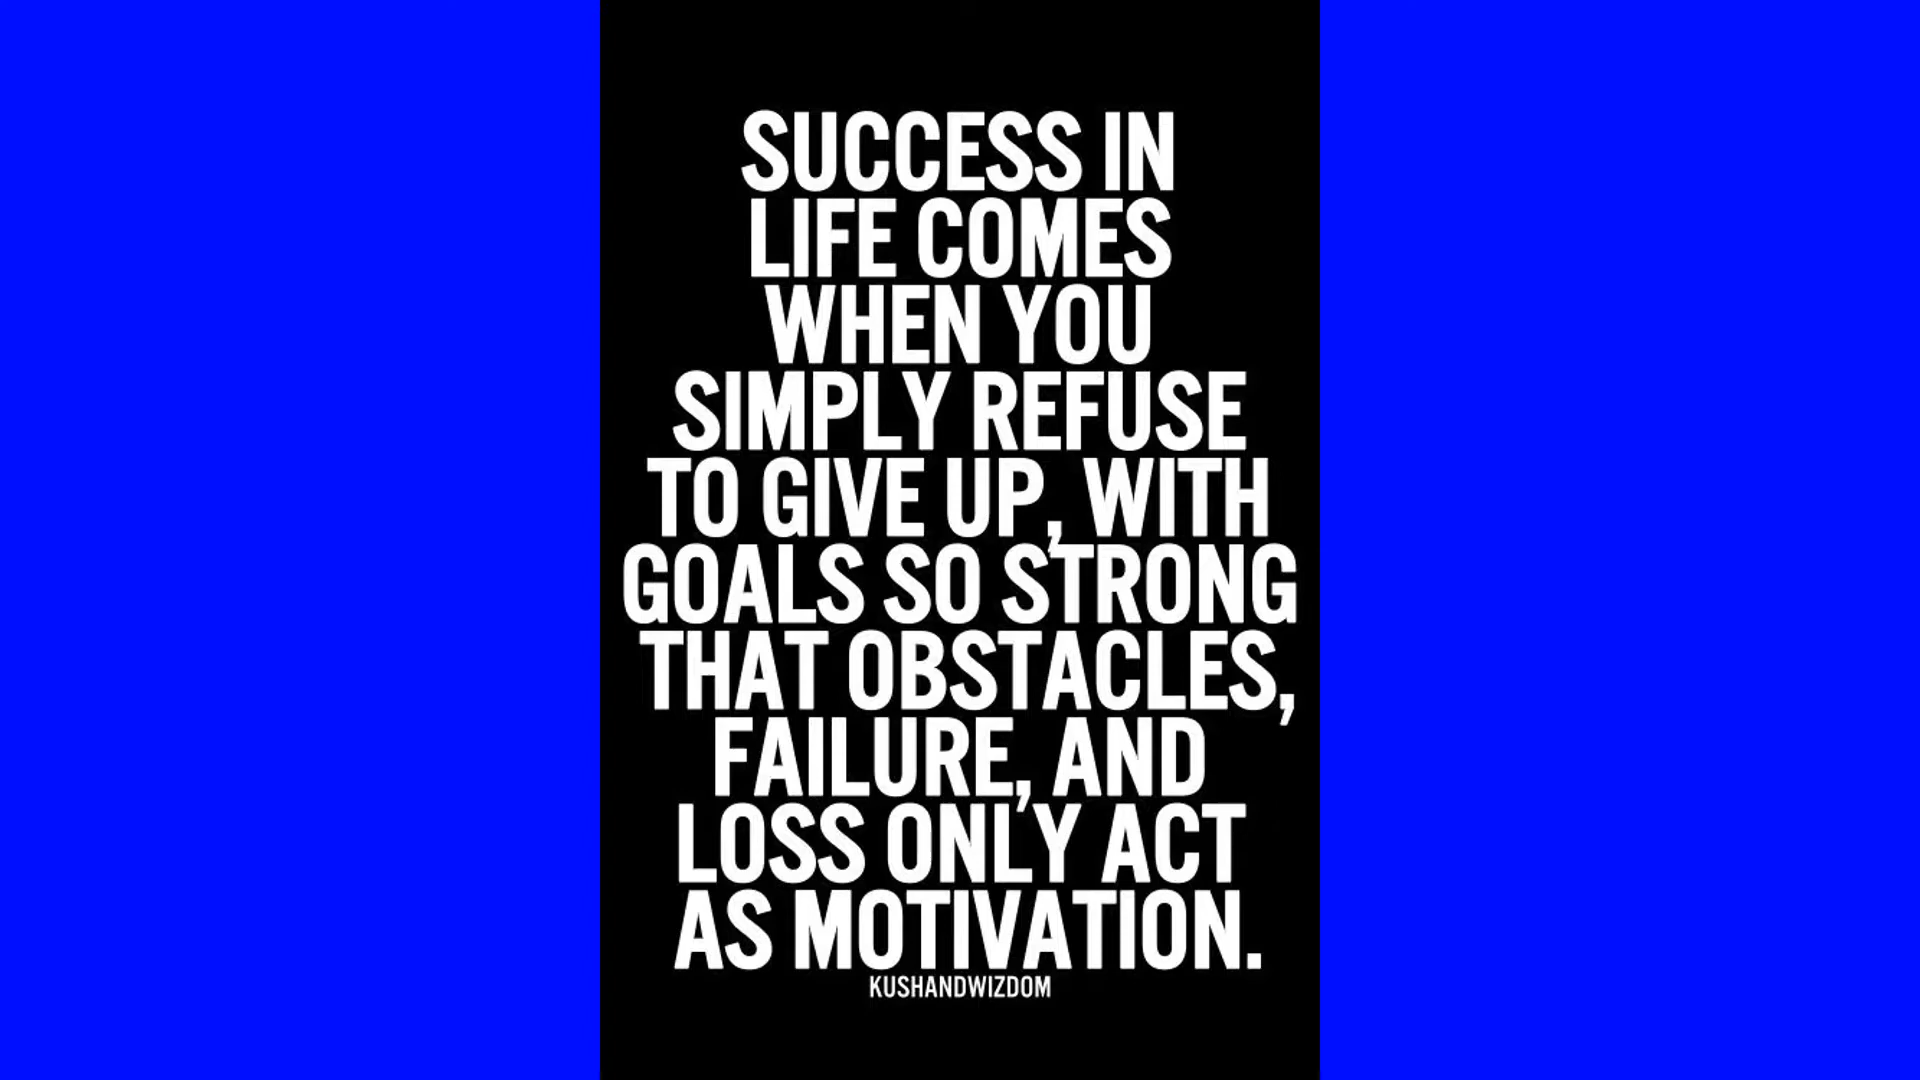 SUCCESS IN
LIFE COMES
WHEN YOU
SIMPLY REFUSE
TO GIVE UP, WITH
GOALS SO STRONG
THAT OBSTACLES,
FAILURE, AND
LOSS ONLY ACT
AS MOTIVATION.
KUSHANDWIZDOM